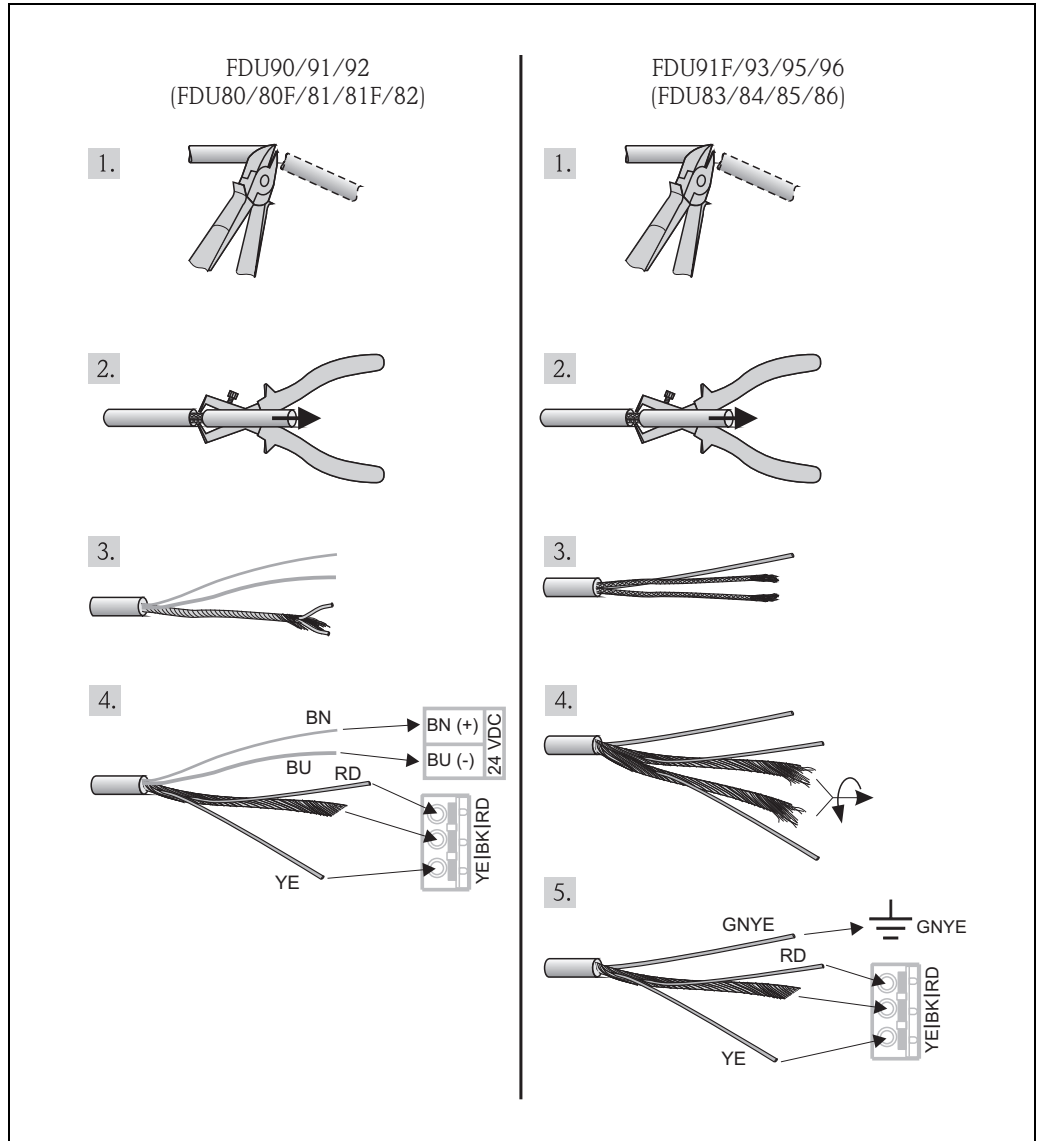 FDU90/91/92
(FDU80/80F/81/81F/82)
1.
2.
3.
4.
BN
BN (+)
BU (-)
24 VDC
BU
RD
YE|BK|RD
YE
FDU91F/93/95/96
(FDU83/84/85/86)
1.
2.
3.
4.
5.
GNYE
GNYE
RD
YE|BK|RD
YE